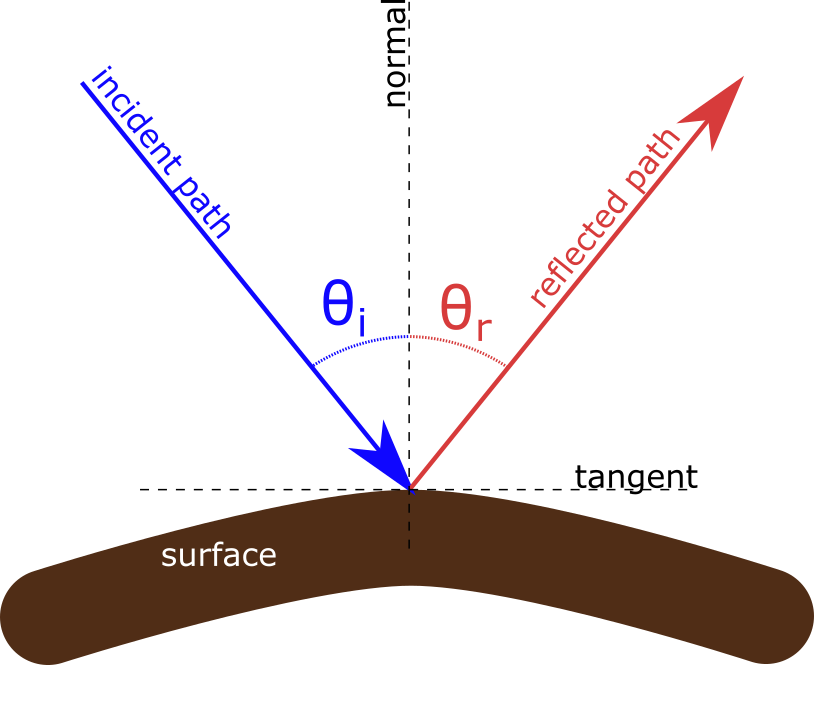 normal
incident path
reflected path
θi
θr
tangent
surface